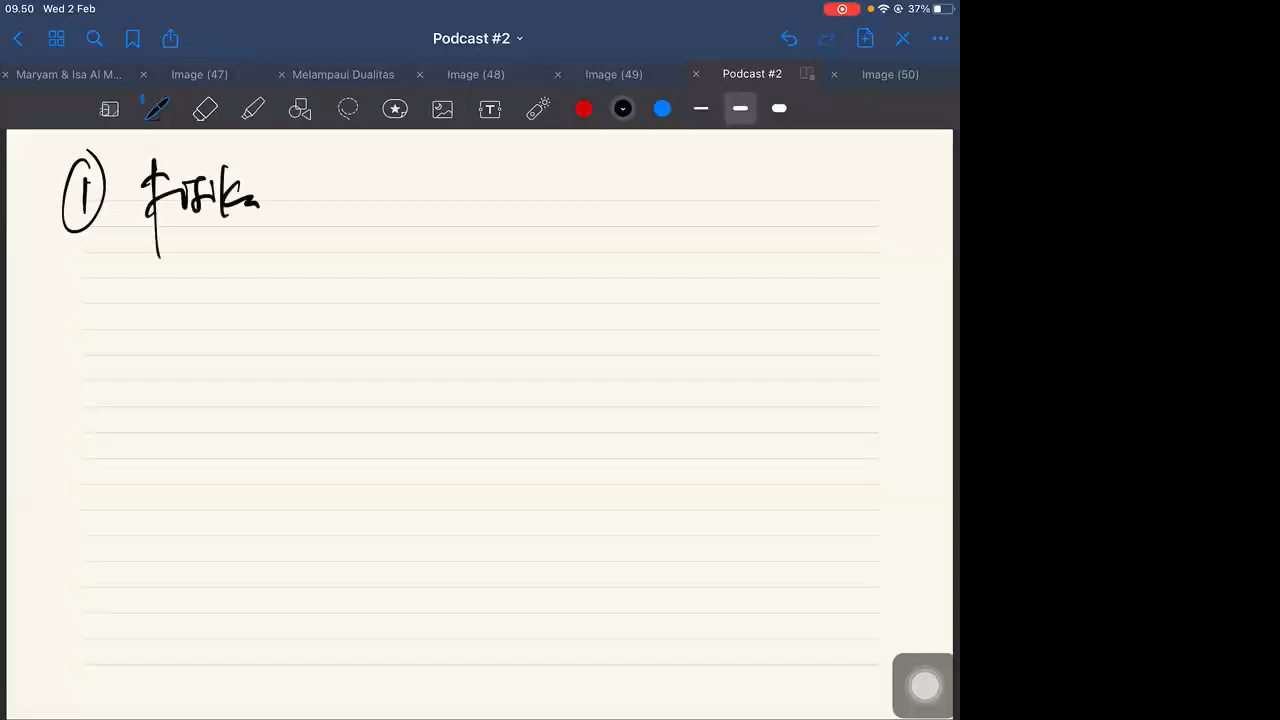 09.50 Wed 2 Feb 37%
Podcast #2
Maryam & Isa Al M... Image (47) Melampaui Dualitas Image (48) Image (49) Podcast #2 Image (50)
T
1 fisika